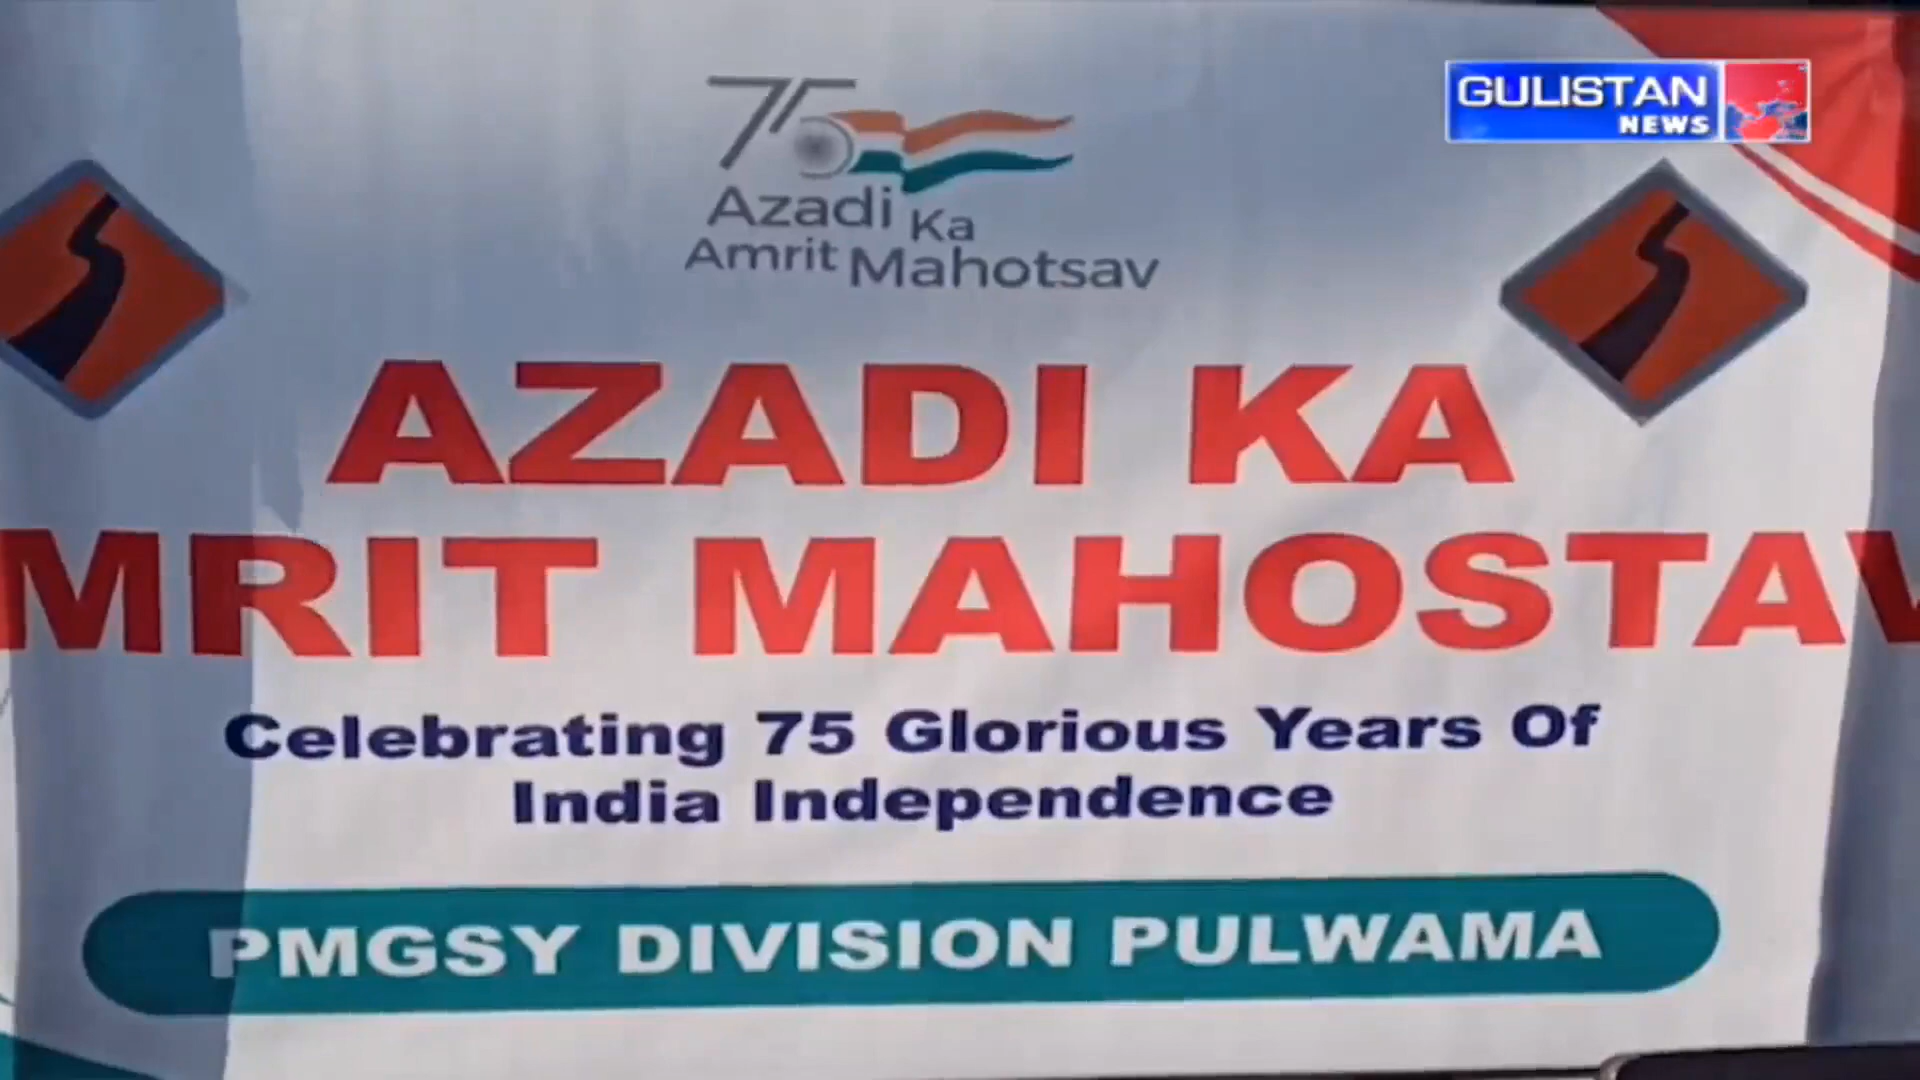 GULISTAN
NEWS
75
Azadi Ka
Amrit Mahotsav
AZADI KA
MRIT MAHOSTAV
Celebrating 75 Glorious Years Of
India Independence
PMGSY DIVISION PULWAMA